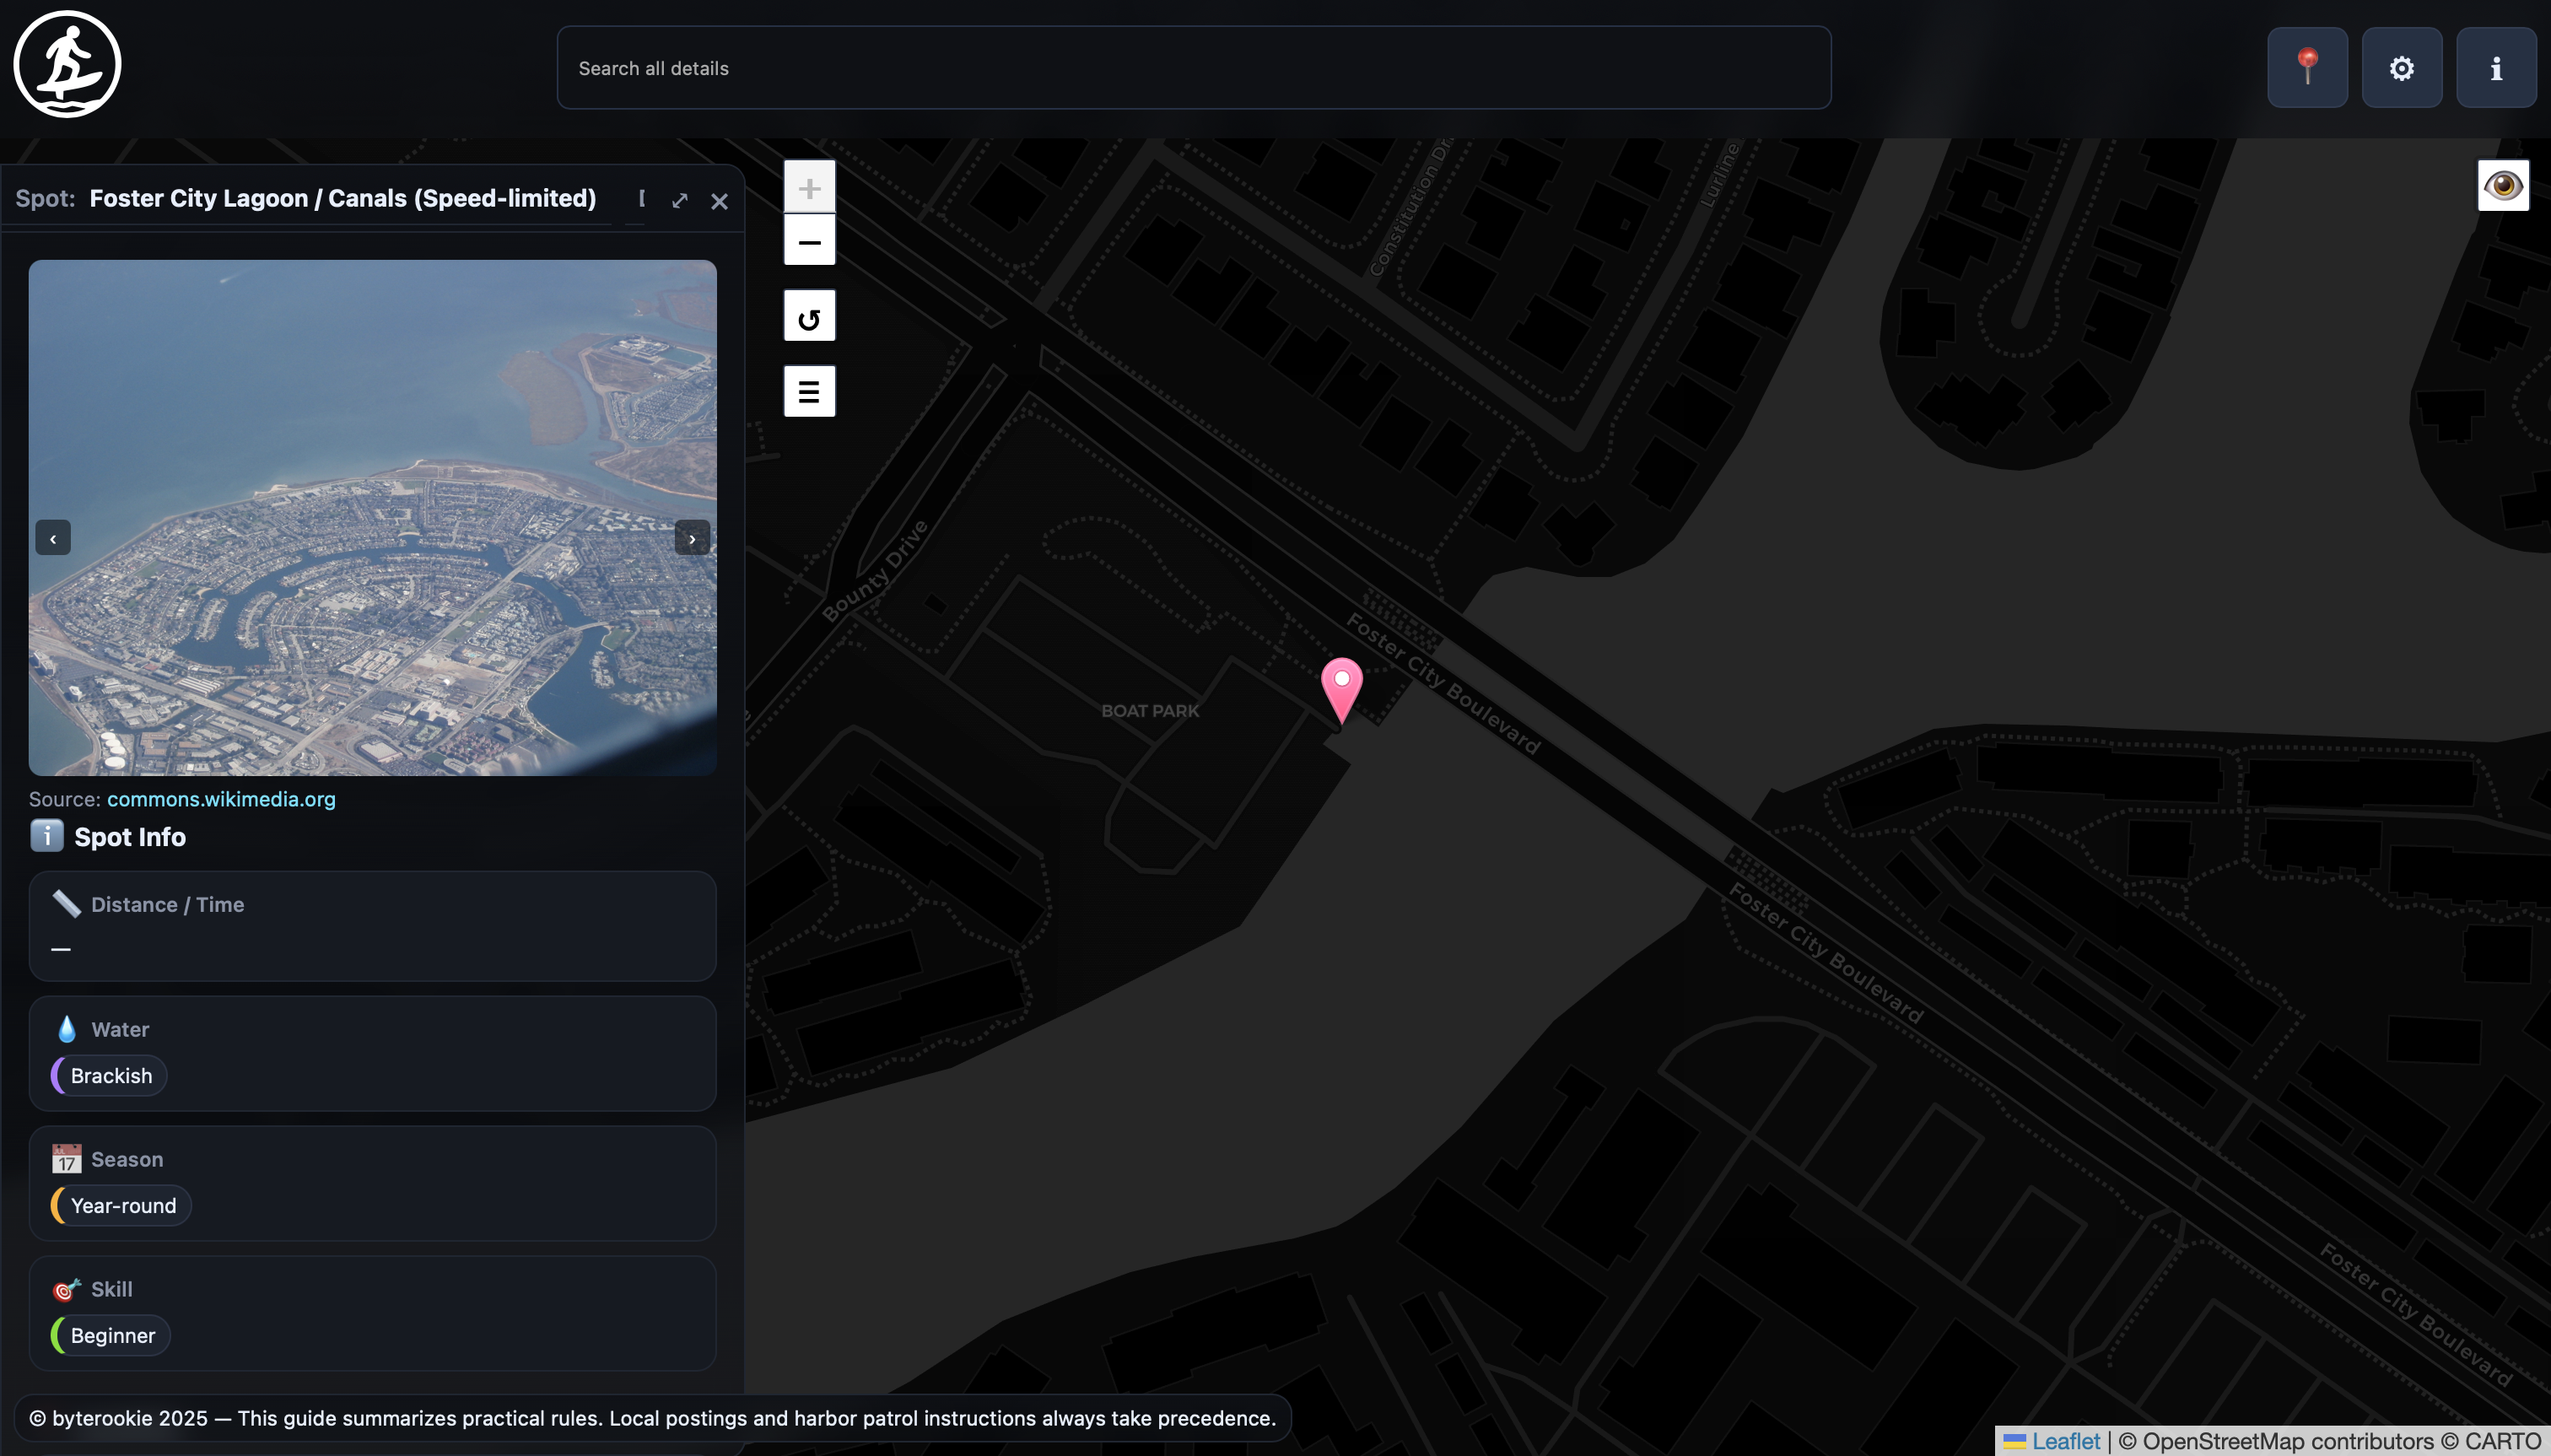 Search all details
i
Spot: Foster City Lagoon / Canals (Speed-limited)
Source: commons.wikimedia.org
i Spot Info
Distance / Time
—
Water
Brackish
JUL 17 Season
Year-round
Skill
Beginner
© byterookie 2025 — This guide summarizes practical rules. Local postings and harbor patrol instructions always take precedence.
+
−
Constitution Dr
Lurline
Bounty Drive
BOAT PARK
Foster City Boulevard
Foster City Boulevard
Foster City Boulevard
Leaflet | © OpenStreetMap contributors © CARTO